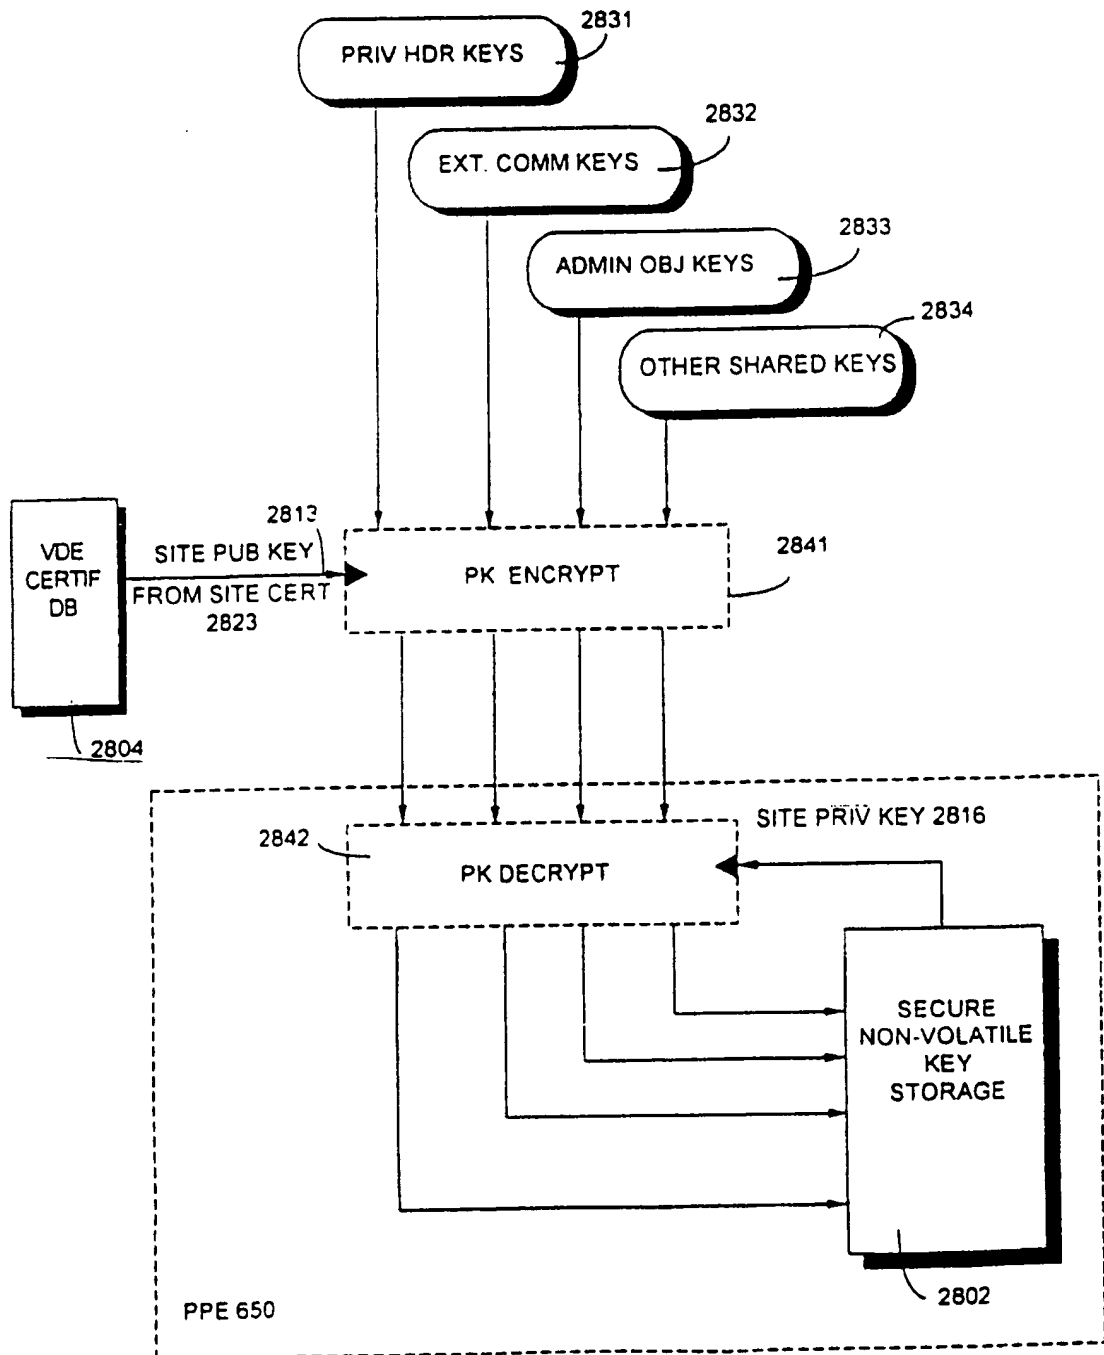 2831
PRIV HDR KEYS
2832
EXT. COMM KEYS
2833
ADMIN OBJ KEYS
2834
OTHER SHARED KEYS
VDE
CERTIF
DB
2813
SITE PUB KEY
FROM SITE CERT
2823
PK ENCRYPT
2841
2804
SITE PRIV KEY 2816
2842
PK DECRYPT
SECURE
NON-VOLATILE
KEY
STORAGE
2802
PPE 650